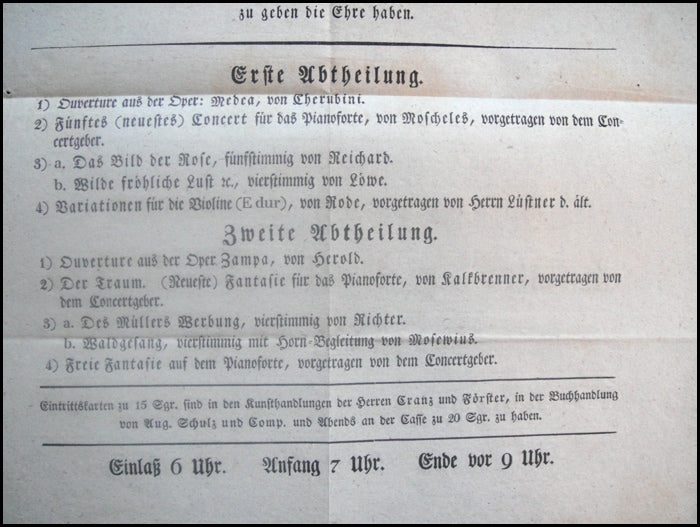 zu geben die Ehre haben.
Erste Abtheilung.
1) Ouverture aus der Oper: Medea, von Cherubini.
2) Fünftes (neuestes) Concert für das Pianoforte, von Moscheles, vorgetragen von dem Con-
certgeber.
3) a. Das Bild der Rose, fünfstimmig von Reichard.
b. Wilde fröhliche Lust ꝛc., vierstimmig von Löwe.
4) Variationen für die Violine (E dur), von Rode, vorgetragen von Herrn Lüstner d. ält.
Zweite Abtheilung.
1) Ouverture aus der Oper Zampa, von Herold.
2) Der Traum. (Neueste) Fantasie für das Pianoforte, von Kalkbrenner, vorgetragen von
dem Concertgeber.
3) a. Des Müllers Werbung, vierstimmig von Richter.
b. Waldgesang, vierstimmig mit Horn-Begleitung von Mosewius.
4) Freie Fantasie auf dem Pianoforte, vorgetragen von dem Concertgeber.
Eintrittskarten zu 15 Sgr. sind in den Kunsthandlungen der Herren Cranz und Förster, in der Buchhandlung
von Aug. Schulz und Comp. und Abends an der Casse zu 20 Sgr. zu haben.
Einlaß 6 Uhr. Anfang 7 Uhr. Ende vor 9 Uhr.